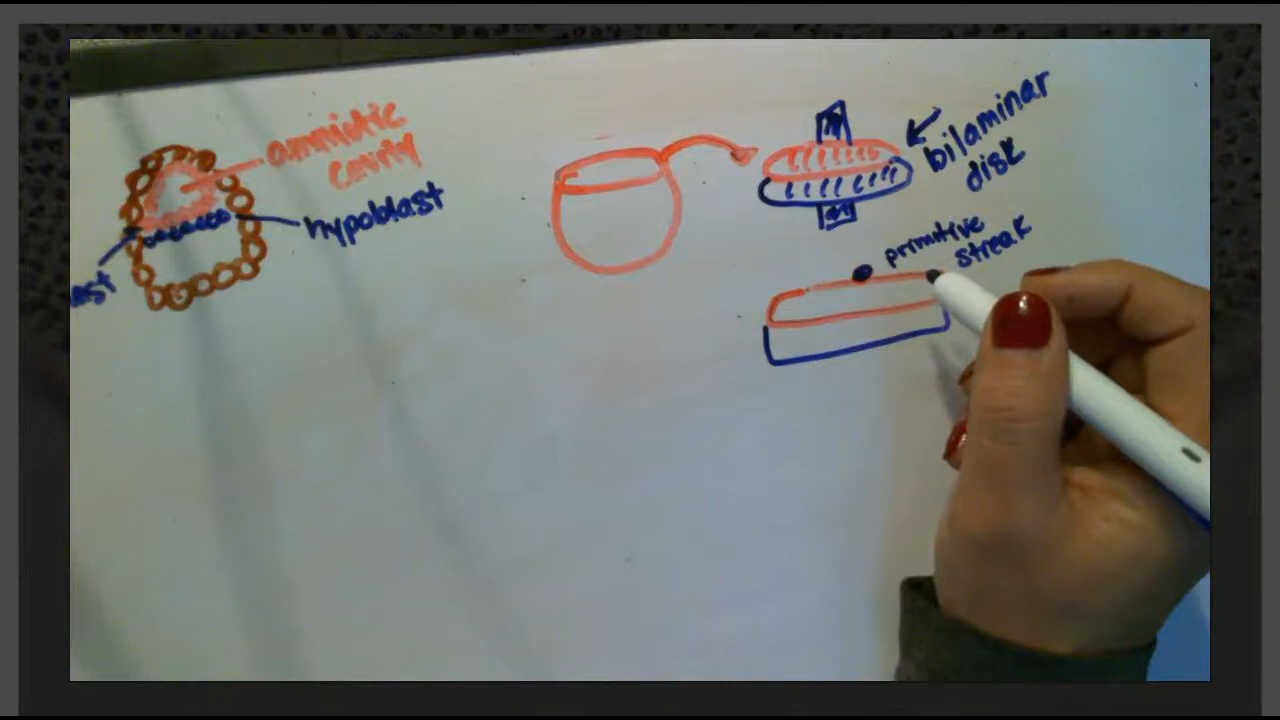 amniotic
cavity
hypoblast
ast
bilaminar
disk
primitive
streak